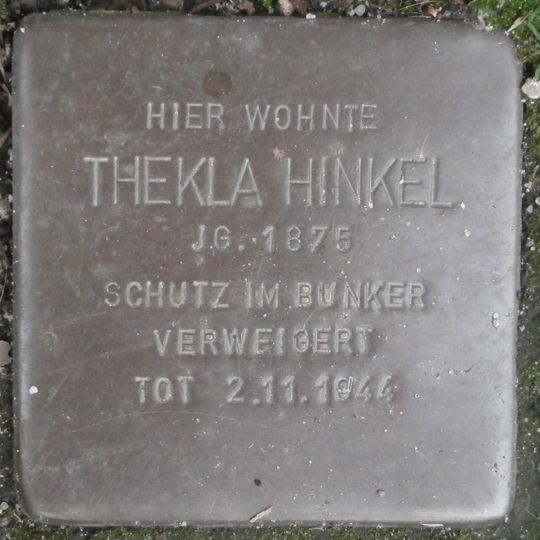 HIER WOHNTE
THEKLA HINKEL
JG. 1875
SCHUTZ IM BUNKER
VERWEIGERT
TOT 2.11.1944